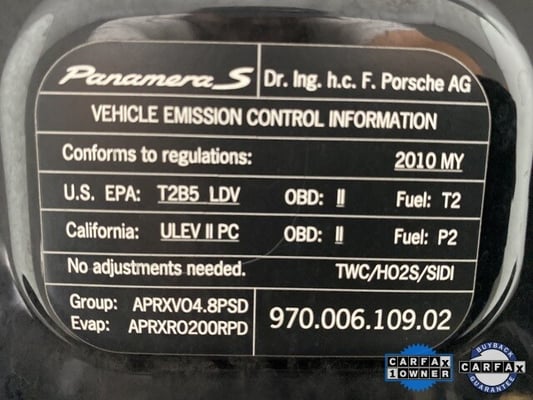 Panamera S Dr. Ing. h.c. F. Porsche AG
VEHICLE EMISSION CONTROL INFORMATION
Conforms to regulations: 2010 MY
U.S. EPA: T2B5 LDV OBD: II Fuel: T2
California: ULEV II PC OBD: II Fuel: P2
No adjustments needed. TWC/HO2S/SIDI
Group: APRXV04.8PSD
Evap: APRXR0200RPD
970.006.109.02
CARFAX
1 OWNER
BUYBACK
CARFAX
GUARANTEE